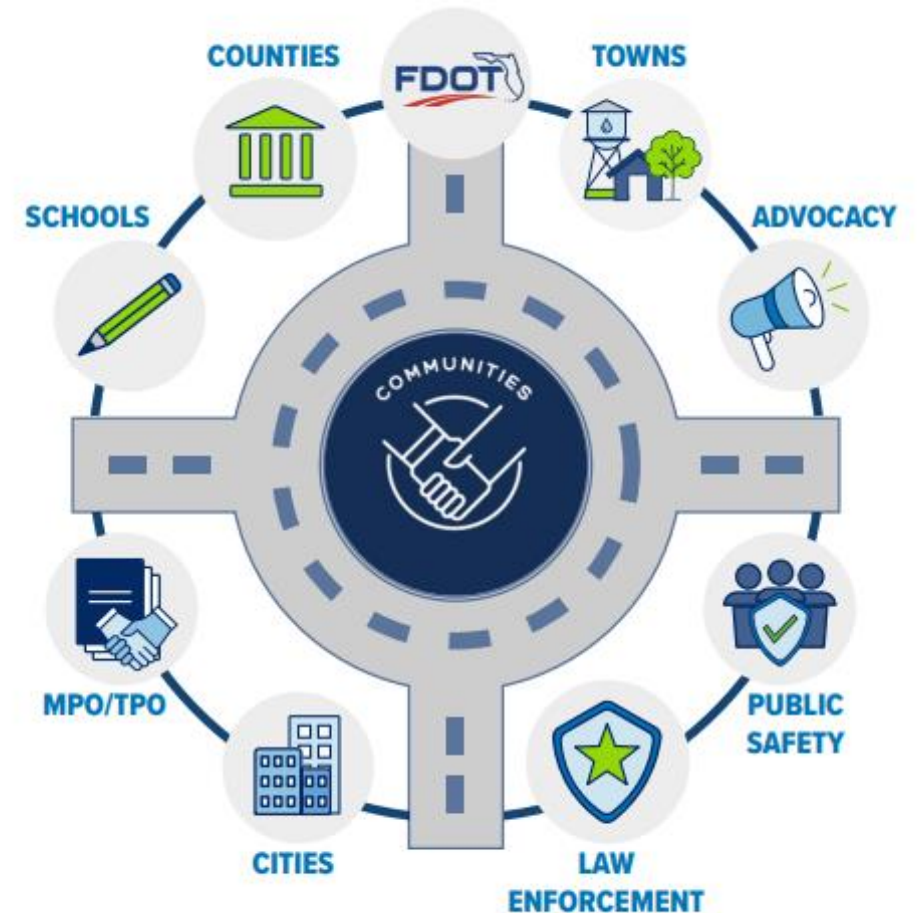 COUNTIES
FDOT
TOWNS
SCHOOLS
ADVOCACY
COMMUNITIES
MPO/TPO
PUBLIC
SAFETY
CITIES
LAW
ENFORCEMENT